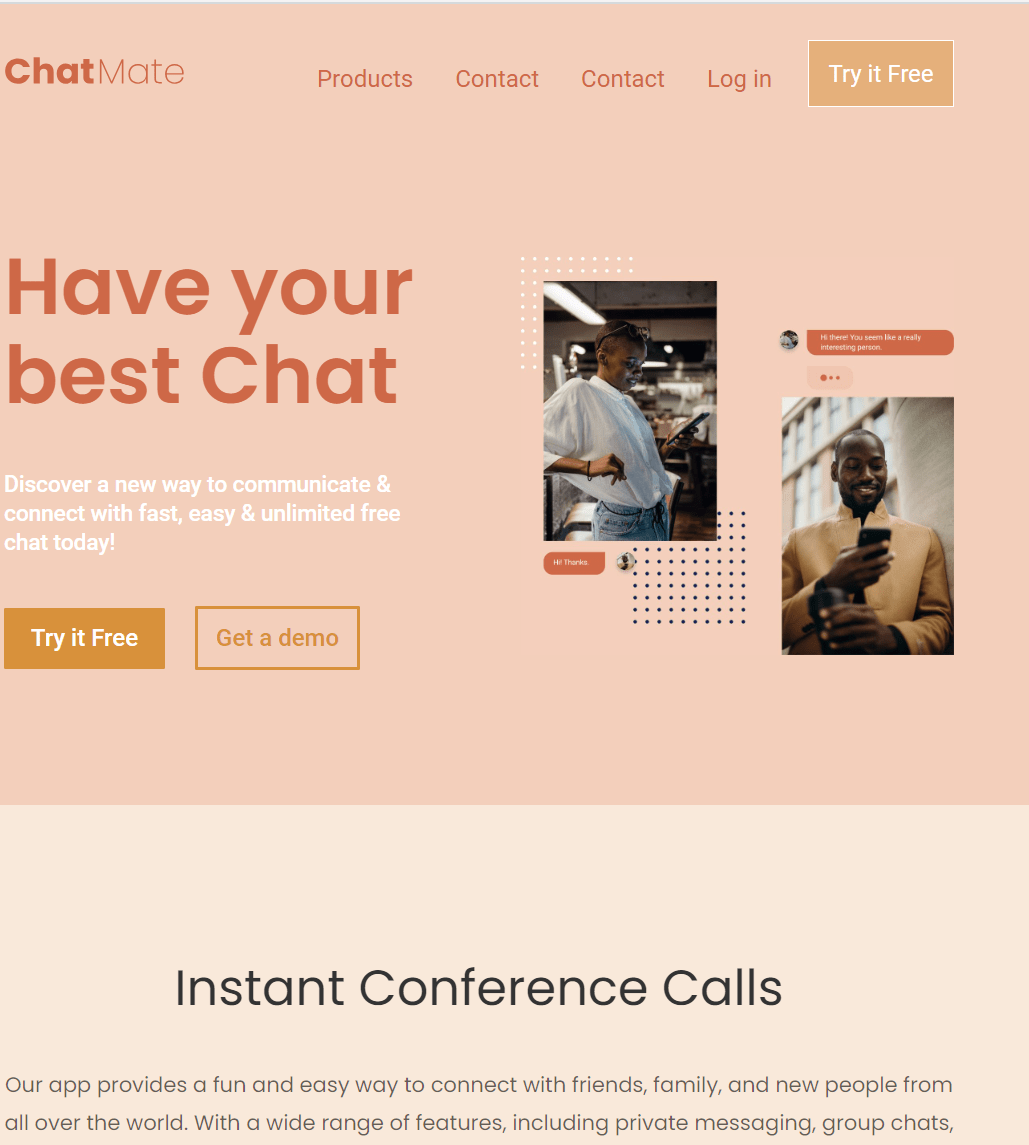 ChatMate
Products
Contact
Contact
Log in
Try it Free
Have your
best Chat
Discover a new way to communicate &
connect with fast, easy & unlimited free
chat today!
Try it Free
Get a demo
Hi there! You seem like a really
interesting person.
Hi! Thanks.
Instant Conference Calls
Our app provides a fun and easy way to connect with friends, family, and new people from
all over the world. With a wide range of features, including private messaging, group chats,